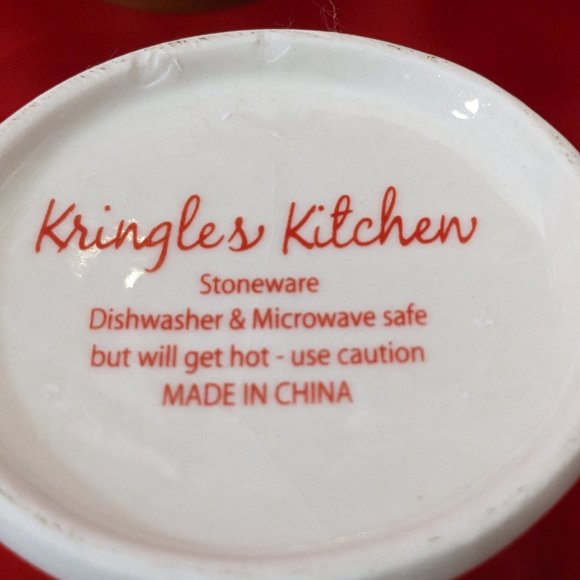 Kringles Kitchen
Stoneware
Dishwasher & Microwave safe
but will get hot - use caution
MADE IN CHINA